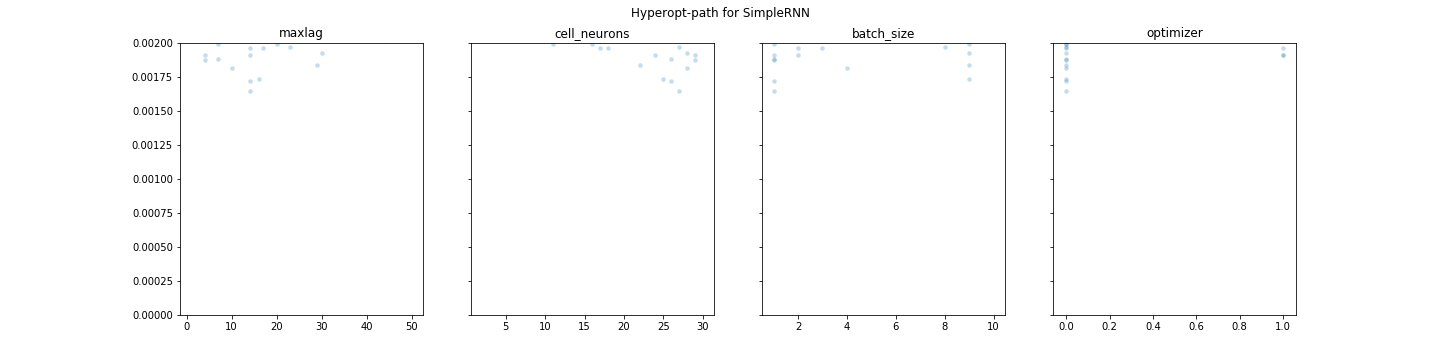 Hyperopt-path for SimpleRNN
maxlag
cell_neurons
batch_size
optimizer
0.00200
0.00175
0.00150
0.00125
0.00100
0.00075
0.00050
0.00025
0.00000
0 10 20 30 40 50
5 10 15 20 25 30
2 4 6 8 10
0.0 0.2 0.4 0.6 0.8 1.0